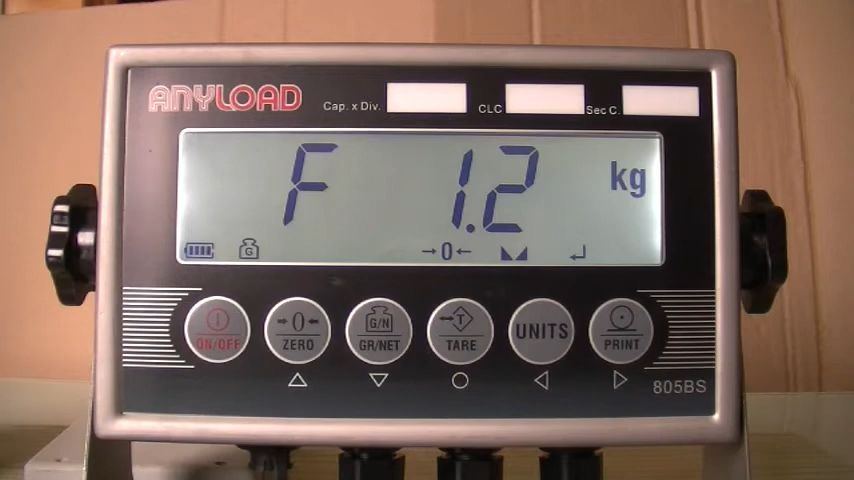 ANYLOAD
Cap. x Div.
CLC
Sec C.
F 1.2 kg
G →0← 
ON/OFF
→0← ZERO
G/N GR/NET
→T← TARE
UNITS
PRINT
805BS